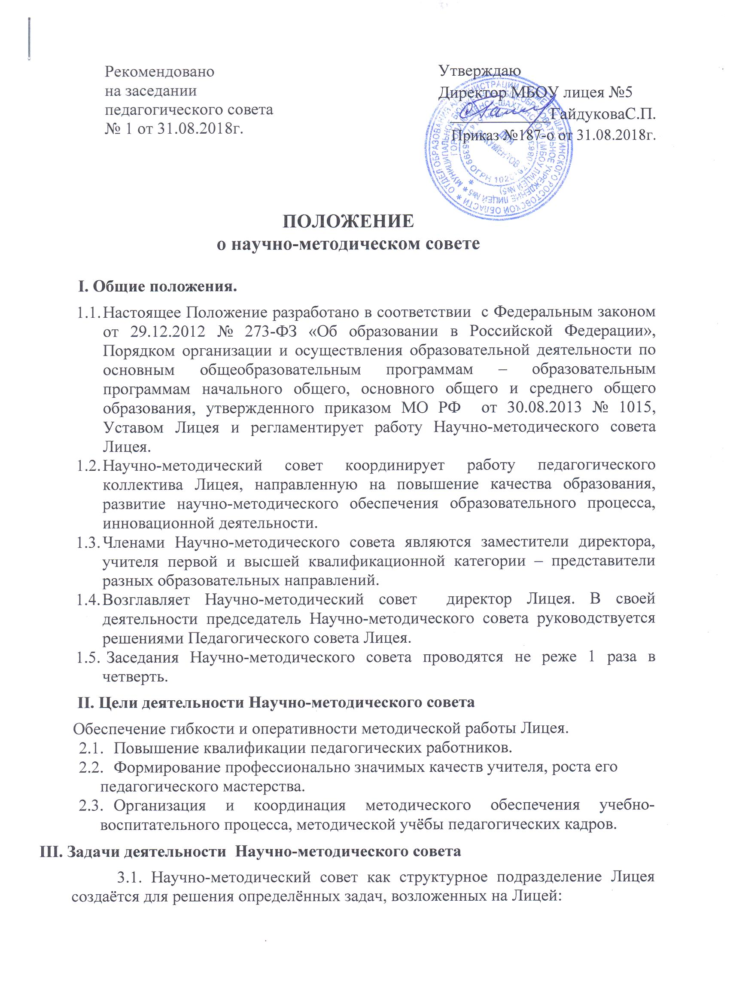 Рекомендовано
на заседании
педагогического совета
№ 1 от 31.08.2018г.
Утверждаю
Директор МБОУ лицея №5
ГайдуковаС.П.
Приказ №187-о от 31.08.2018г.
ПОЛОЖЕНИЕ
о научно-методическом совете
I. Общие положения.
1.1. Настоящее Положение разработано в соответствии с Федеральным законом
от 29.12.2012 № 273-ФЗ «Об образовании в Российской Федерации»,
Порядком организации и осуществления образовательной деятельности по
основным общеобразовательным программам – образовательным
программам начального общего, основного общего и среднего общего
образования, утвержденного приказом МО РФ от 30.08.2013 № 1015,
Уставом Лицея и регламентирует работу Научно-методического совета
Лицея.
1.2. Научно-методический совет координирует работу педагогического
коллектива Лицея, направленную на повышение качества образования,
развитие научно-методического обеспечения образовательного процесса,
инновационной деятельности.
1.3. Членами Научно-методического совета являются заместители директора,
учителя первой и высшей квалификационной категории – представители
разных образовательных направлений.
1.4. Возглавляет Научно-методический совет директор Лицея. В своей
деятельности председатель Научно-методического совета руководствуется
решениями Педагогического совета Лицея.
1.5. Заседания Научно-методического совета проводятся не реже 1 раза в
четверть.
II. Цели деятельности Научно-методического совета
Обеспечение гибкости и оперативности методической работы Лицея.
2.1. Повышение квалификации педагогических работников.
2.2. Формирование профессионально значимых качеств учителя, роста его
педагогического мастерства.
2.3. Организация и координация методического обеспечения учебно-
воспитательного процесса, методической учёбы педагогических кадров.
III. Задачи деятельности Научно-методического совета
3.1. Научно-методический совет как структурное подразделение Лицея
создаётся для решения определённых задач, возложенных на Лицей: